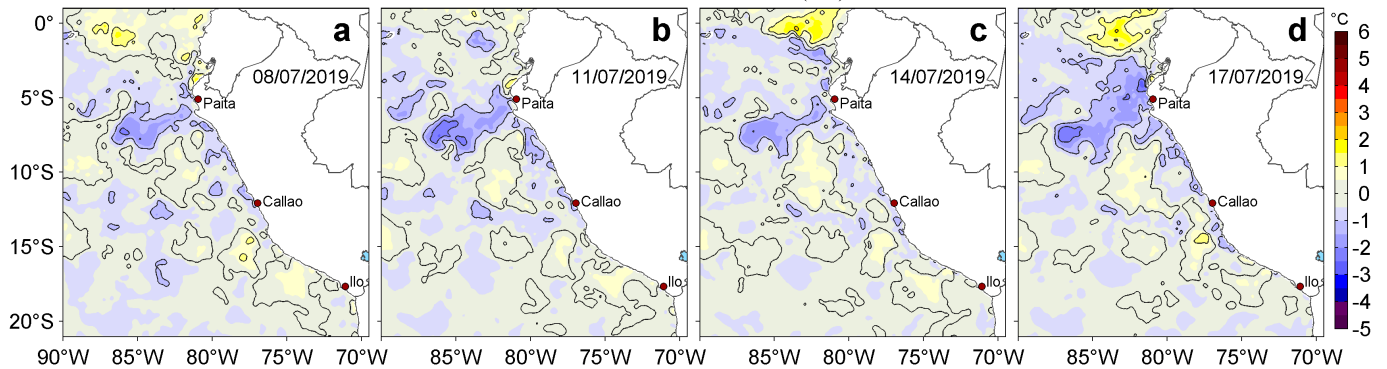 a
b
c
d
°C
08/07/2019
11/07/2019
14/07/2019
17/07/2019
0°
5°S
10°S
15°S
20°S
Paita
Callao
Ilo
Paita
Callao
Ilo
Paita
Callao
Ilo
Paita
Callao
Ilo
6
5
4
3
2
1
0
-1
-2
-3
-4
-5
90°W 85°W 80°W 75°W 70°W
85°W 80°W 75°W 70°W
85°W 80°W 75°W 70°W
85°W 80°W 75°W 70°W